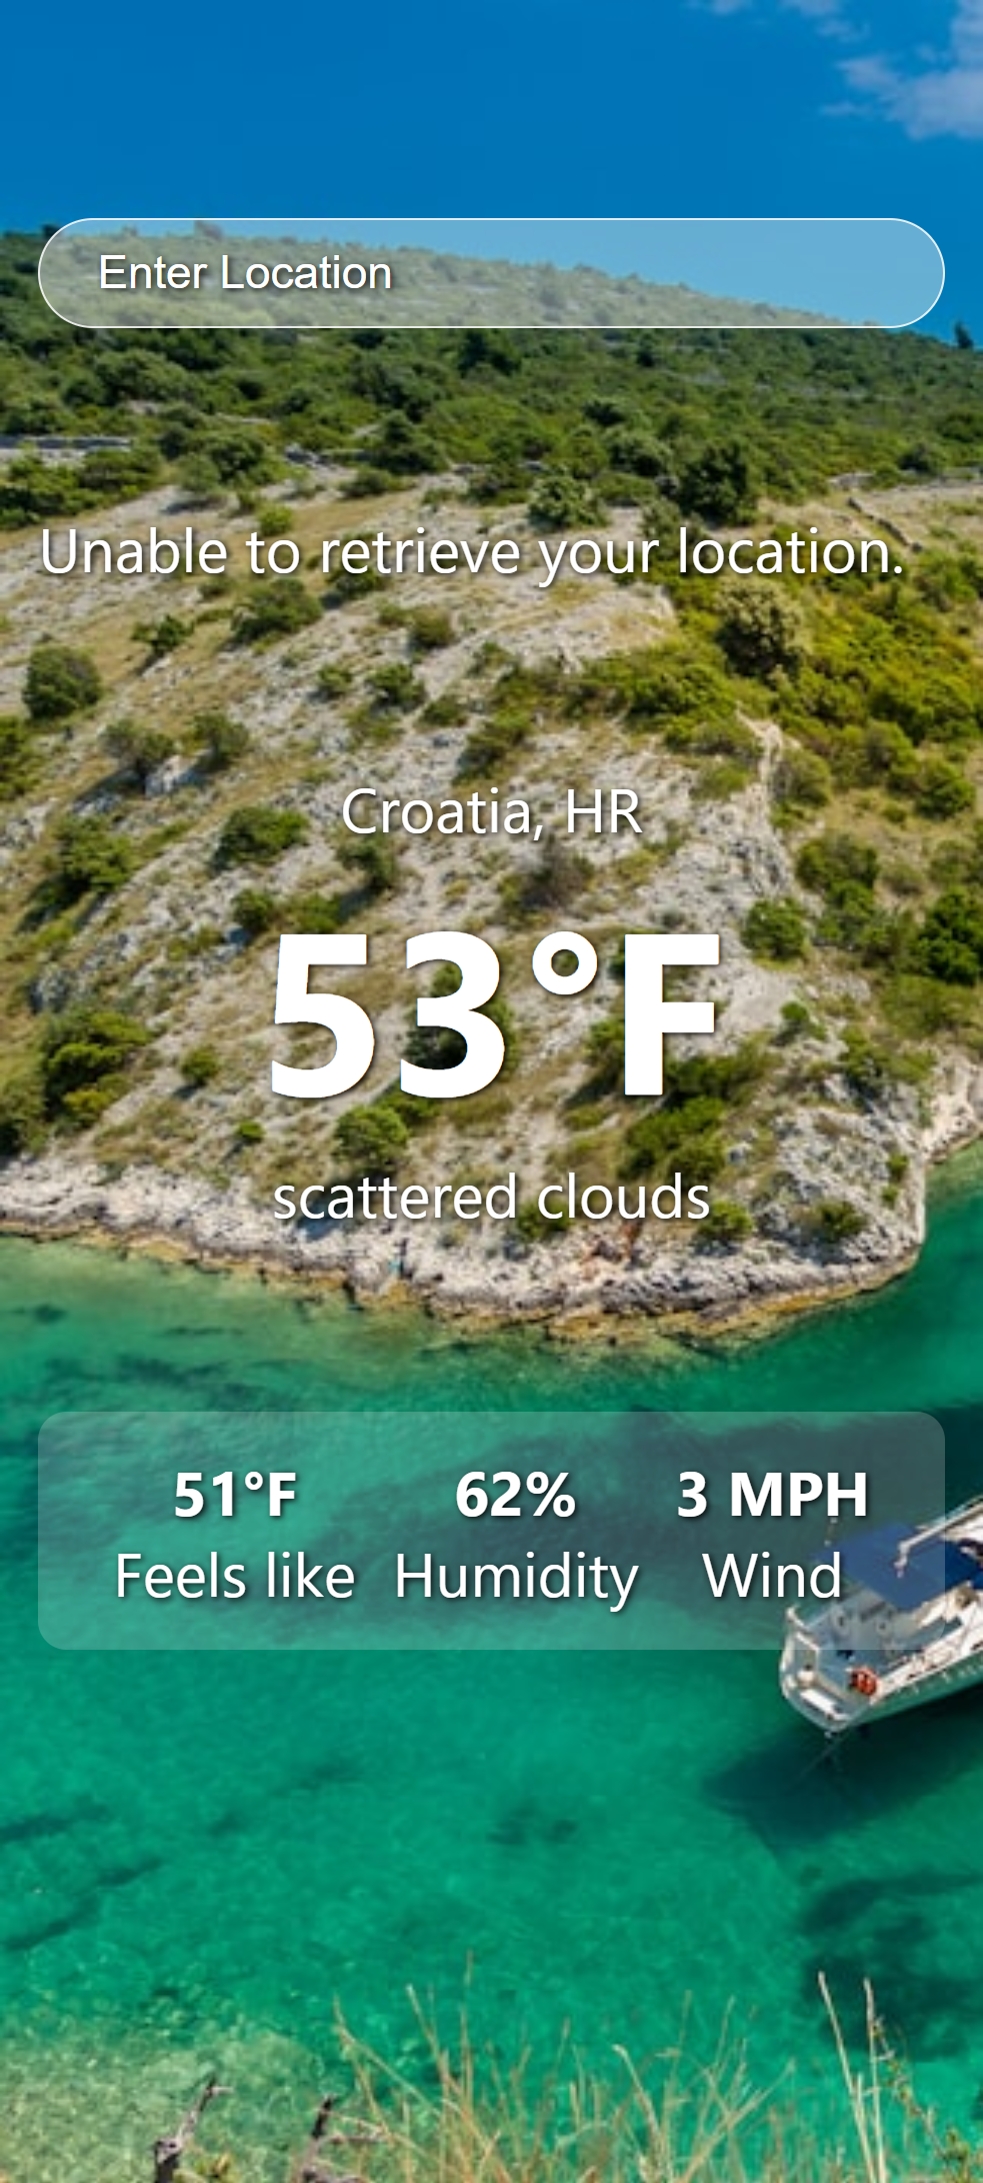 Enter Location
Unable to retrieve your location.
Croatia, HR
53°F
scattered clouds
51°F 62% 3 MPH
Feels like Humidity Wind